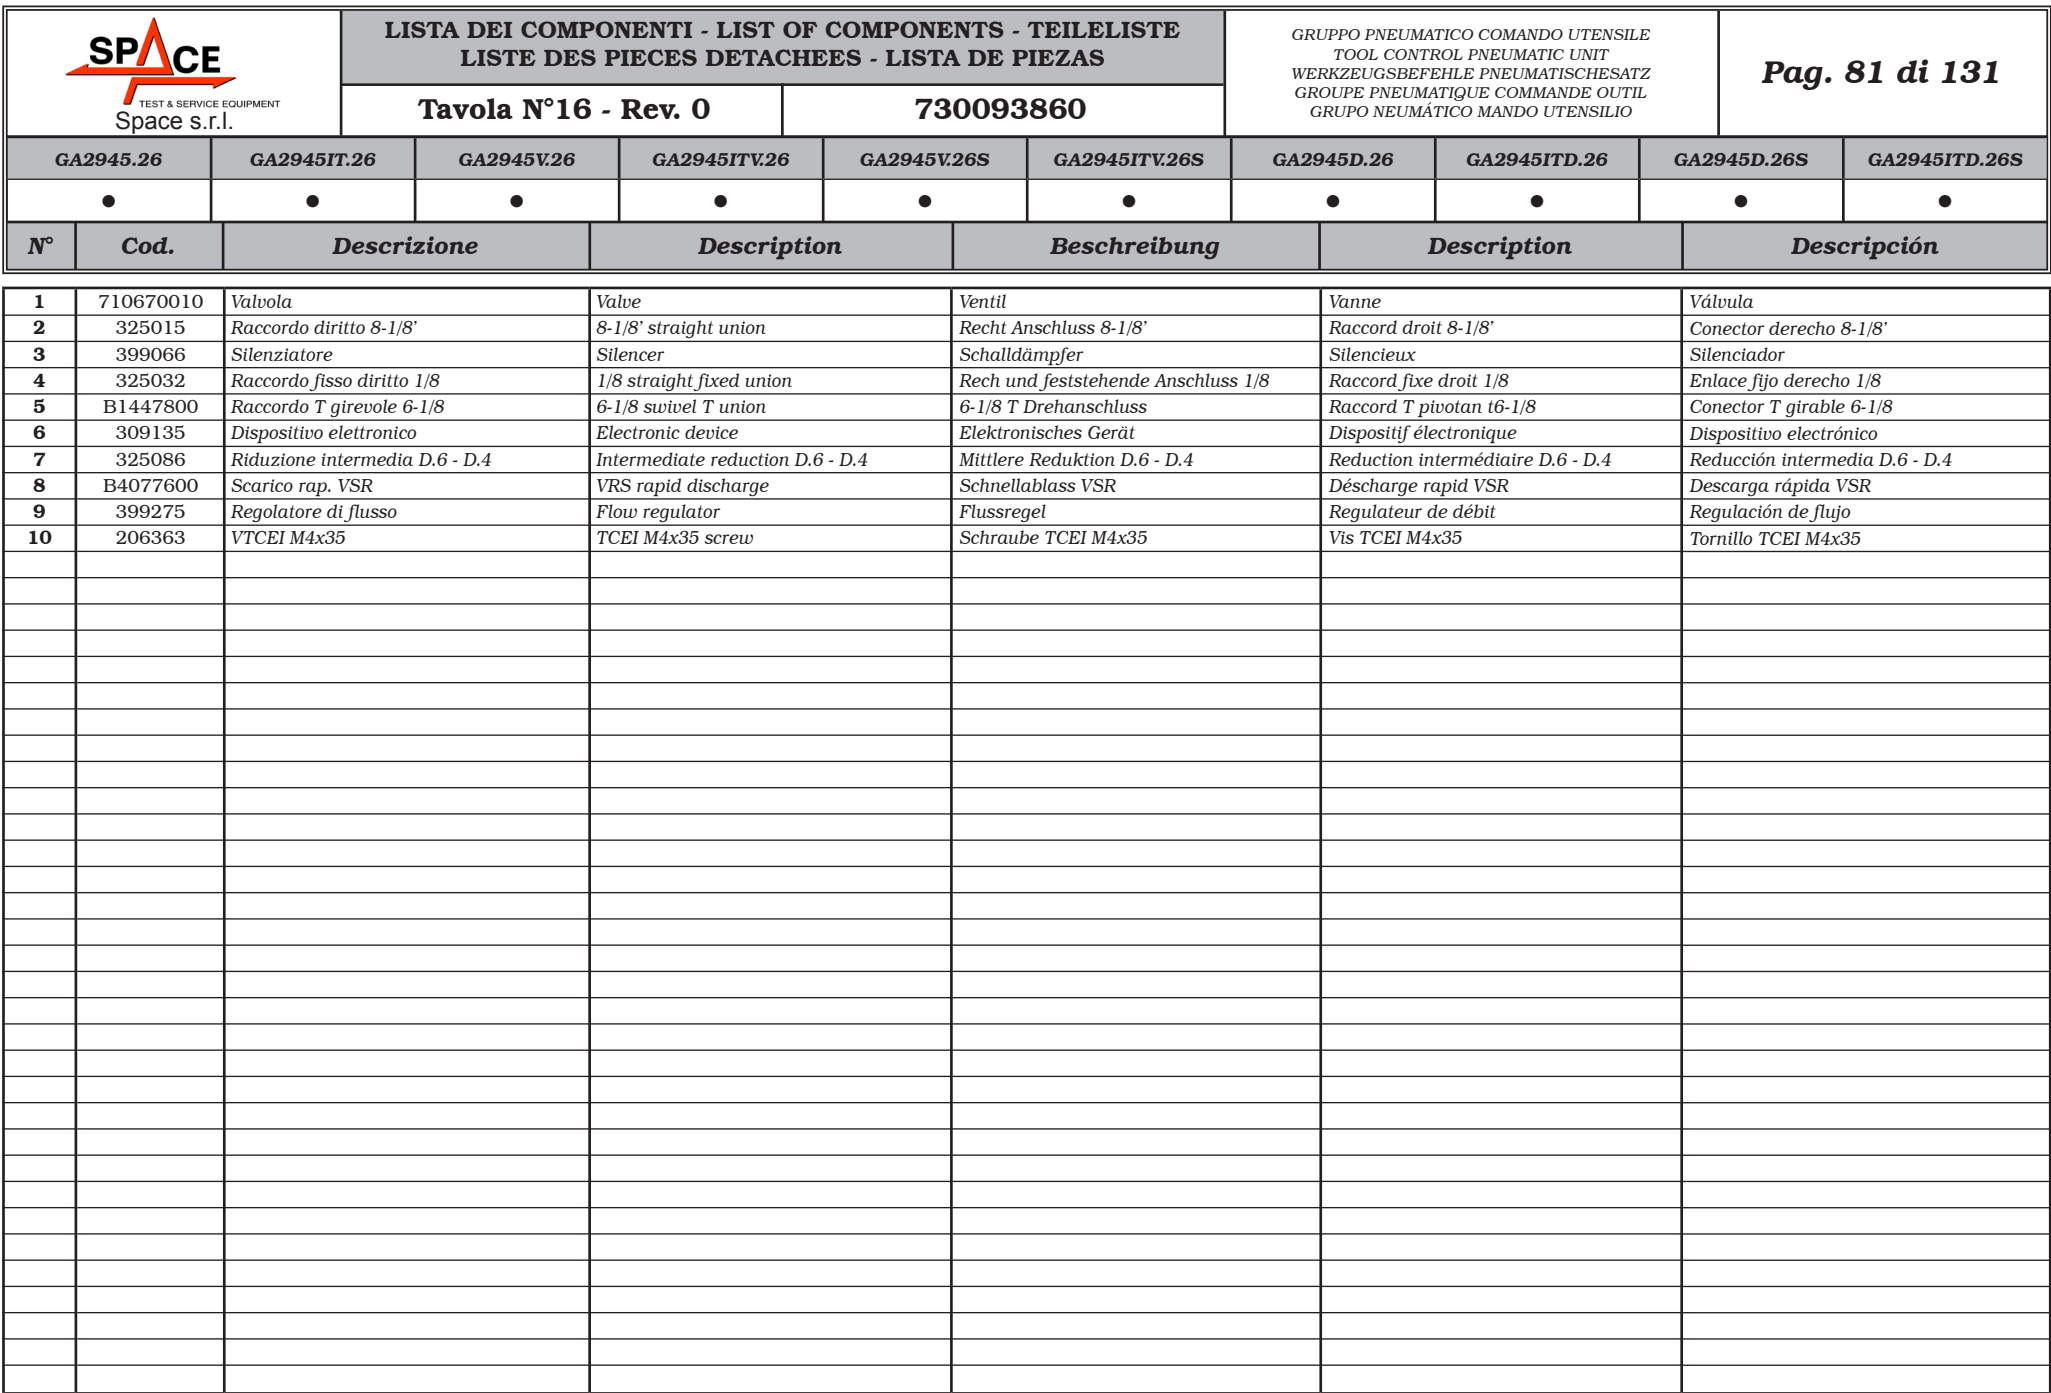 SPACE
TEST & SERVICE EQUIPMENT
Space s.r.l.
LISTA DEI COMPONENTI - LIST OF COMPONENTS - TEILELISTE
LISTE DES PIECES DETACHEES - LISTA DE PIEZAS
Tavola N°16 - Rev. 0 730093860
GRUPPO PNEUMATICO COMANDO UTENSILE
TOOL CONTROL PNEUMATIC UNIT
WERKZEUGSBEFEHLE PNEUMATISCHESATZ
GROUPE PNEUMATIQUE COMMANDE OUTIL
GRUPO NEUMÁTICO MANDO UTENSILIO
Pag. 81 di 131
GA2945.26 GA2945IT.26 GA2945V.26 GA2945ITV.26 GA2945V.26S GA2945ITV.26S GA2945D.26 GA2945ITD.26 GA2945D.26S GA2945ITD.26S
● ● ● ● ● ● ● ● ● ●
N° Cod. Descrizione Description Beschreibung Description Descripción
1 710670010 Valvola Valve Ventil Vanne Válvula
2 325015 Raccordo diritto 8-1/8' 8-1/8' straight union Recht Anschluss 8-1/8' Raccord droit 8-1/8' Conector derecho 8-1/8'
3 399066 Silenziatore Silencer Schalldämpfer Silencieux Silenciador
4 325032 Raccordo fisso diritto 1/8 1/8 straight fixed union Rech und feststehende Anschluss 1/8 Raccord fixe droit 1/8 Enlace fijo derecho 1/8
5 B1447800 Raccordo T girevole 6-1/8 6-1/8 swivel T union 6-1/8 T Drehanschluss Raccord T pivotan t6-1/8 Conector T girable 6-1/8
6 309135 Dispositivo elettronico Electronic device Elektronisches Gerät Dispositif électronique Dispositivo electrónico
7 325086 Riduzione intermedia D.6 - D.4 Intermediate reduction D.6 - D.4 Mittlere Reduktion D.6 - D.4 Reduction intermédiaire D.6 - D.4 Reducción intermedia D.6 - D.4
8 B4077600 Scarico rap. VSR VRS rapid discharge Schnellablass VSR Déscharge rapid VSR Descarga rápida VSR
9 399275 Regolatore di flusso Flow regulator Flussregel Regulateur de débit Regulación de flujo
10 206363 VTCEI M4x35 TCEI M4x35 screw Schraube TCEI M4x35 Vis TCEI M4x35 Tornillo TCEI M4x35